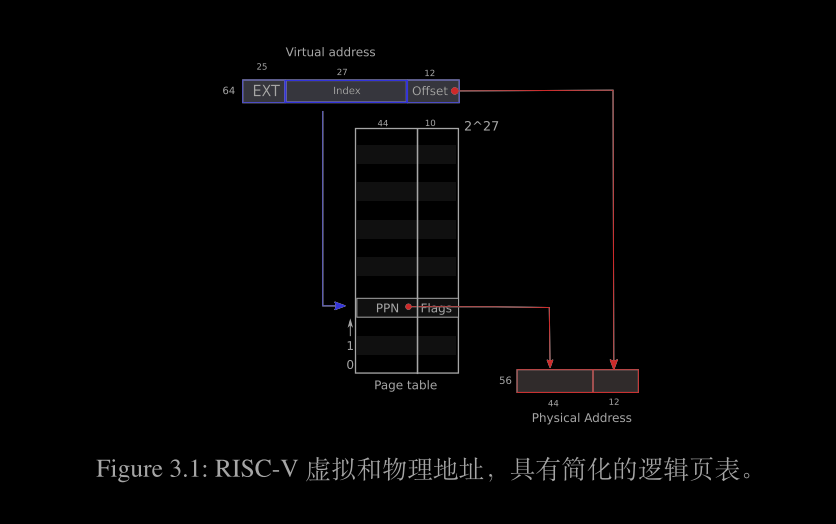 Virtual address
25
27
12
64
EXT
Index
Offset
44
10
2^27
PPN
Flags
1
0
Page table
56
44
12
Physical Address
Figure 3.1: RISC-V 虚拟和物理地址，具有简化的逻辑页表。